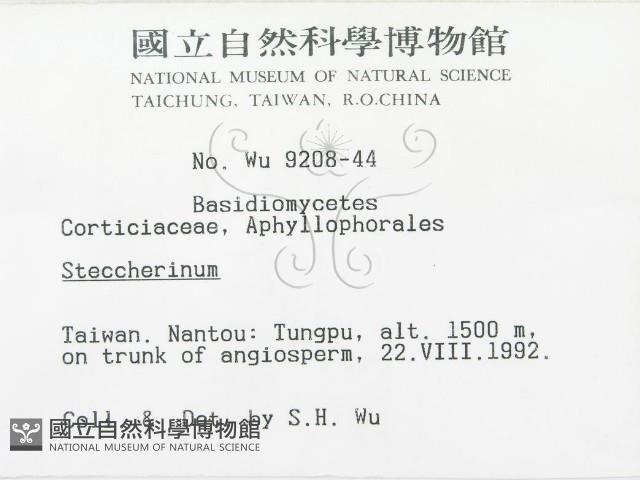 國立自然科學博物館
NATIONAL MUSEUM OF NATURAL SCIENCE
TAICHUNG, TAIWAN, R.O.CHINA
No. Wu 9208-44
Basidiomycetes
Corticiaceae, Aphyllophorales
Steccherinum
Taiwan. Nantou: Tungpu, alt. 1500 m,
on trunk of angiosperm, 22.VIII.1992.
Coll. & Det. by S.H. Wu
國立自然科學博物館
NATIONAL MUSEUM OF NATURAL SCIENCE